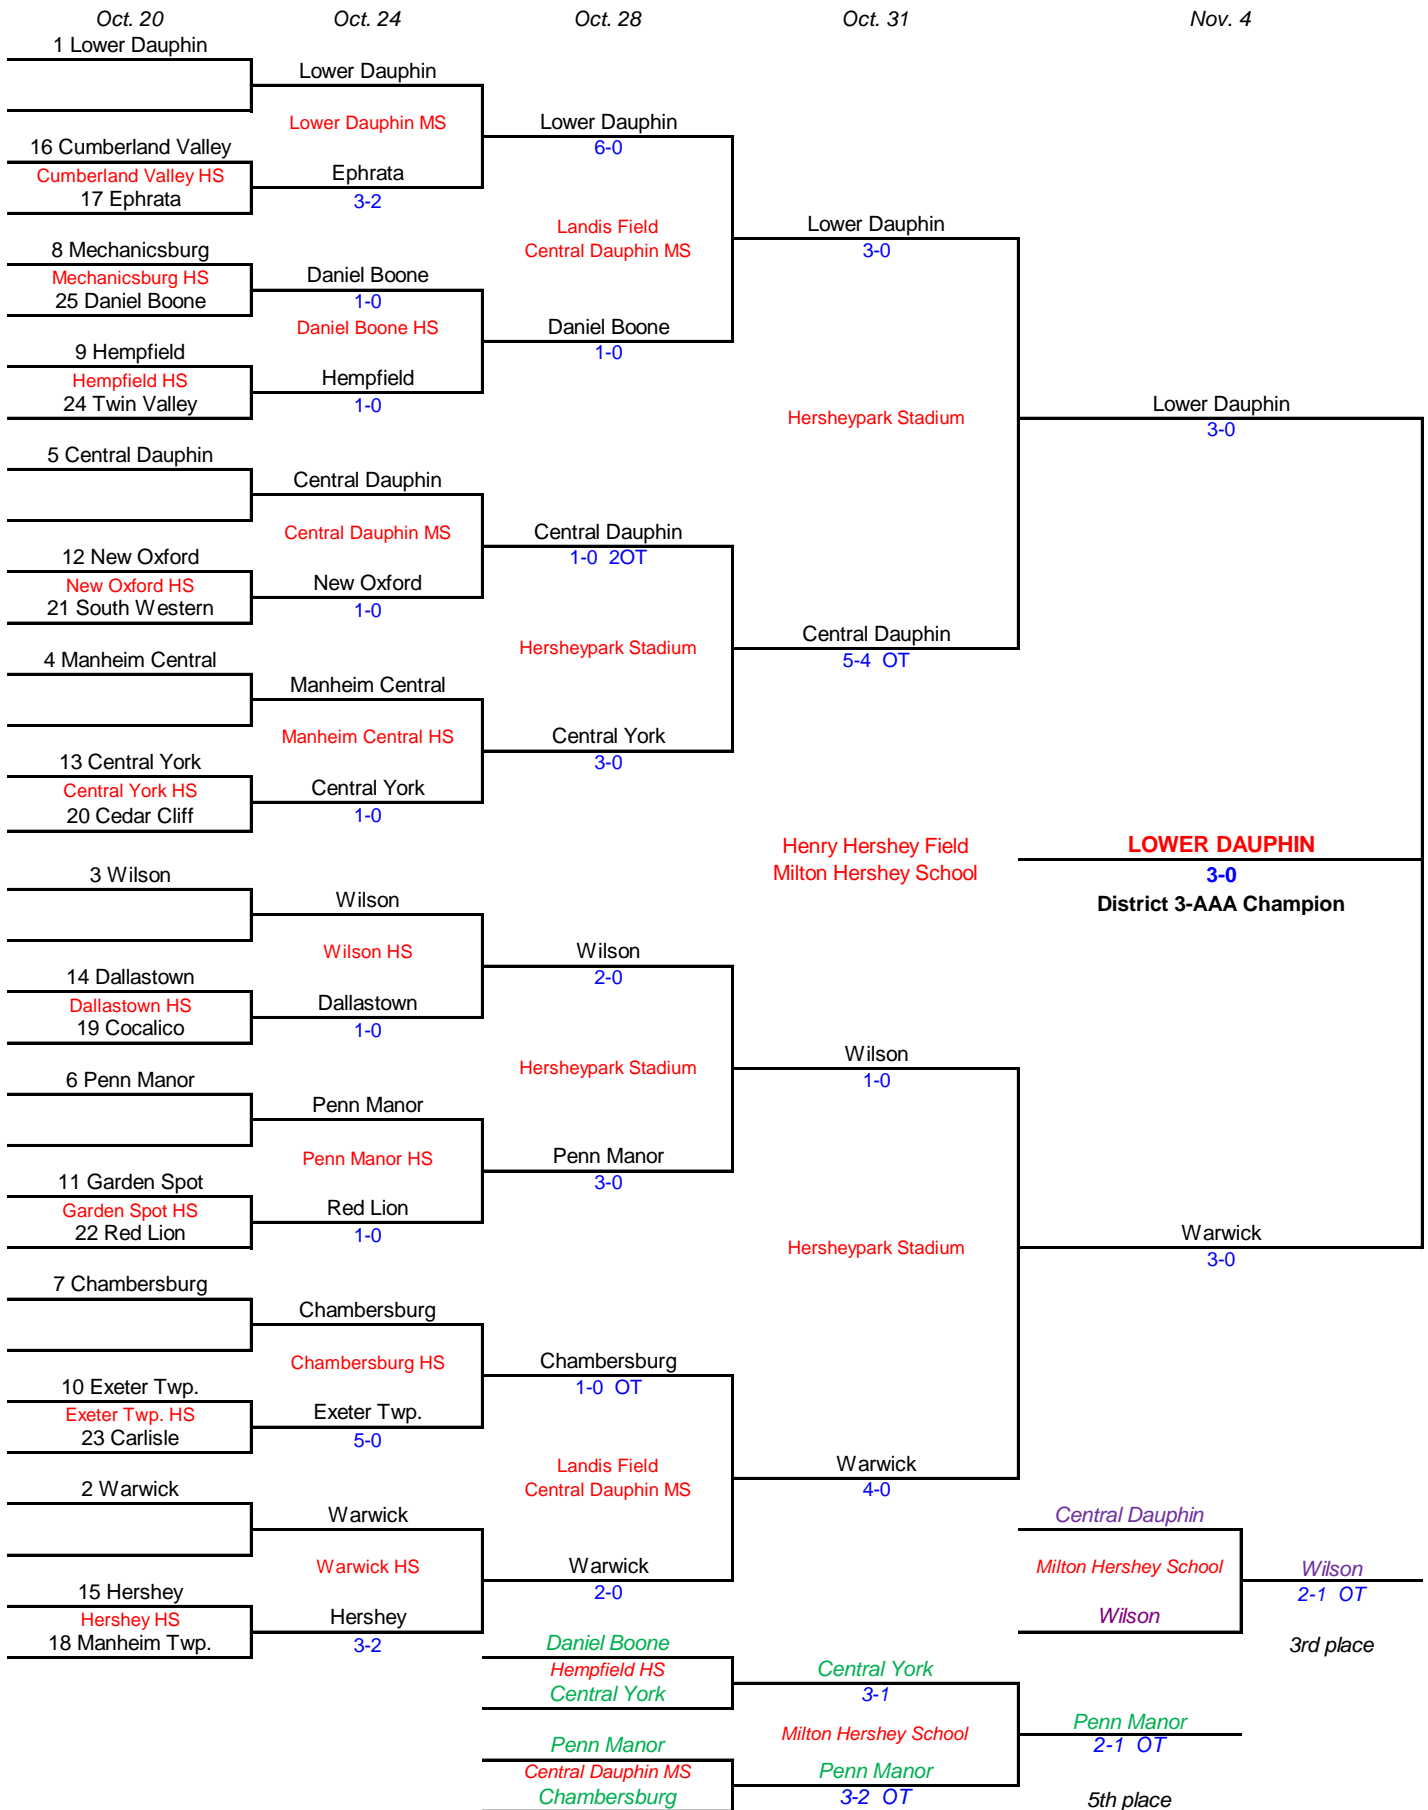 Oct. 20
Oct. 24
Oct. 28
Oct. 31
Nov. 4
1 Lower Dauphin
16 Cumberland Valley
Cumberland Valley HS
17 Ephrata
8 Mechanicsburg
Mechanicsburg HS
25 Daniel Boone
9 Hempfield
Hempfield HS
24 Twin Valley
5 Central Dauphin
12 New Oxford
New Oxford HS
21 South Western
4 Manheim Central
13 Central York
Central York HS
20 Cedar Cliff
3 Wilson
14 Dallastown
Dallastown HS
19 Cocalico
6 Penn Manor
11 Garden Spot
Garden Spot HS
22 Red Lion
7 Chambersburg
10 Exeter Twp.
Exeter Twp. HS
23 Carlisle
2 Warwick
15 Hershey
Hershey HS
18 Manheim Twp.
Lower Dauphin
Lower Dauphin MS
Ephrata
3-2
Daniel Boone
1-0
Daniel Boone HS
Hempfield
1-0
Central Dauphin
Central Dauphin MS
New Oxford
1-0
Manheim Central
Manheim Central HS
Central York
1-0
Wilson
Wilson HS
Dallastown
1-0
Penn Manor
Penn Manor HS
Red Lion
1-0
Chambersburg
Chambersburg HS
Exeter Twp.
5-0
Warwick
Warwick HS
Hershey
3-2
Lower Dauphin
6-0
Landis Field
Central Dauphin MS
Daniel Boone
1-0
Central Dauphin
1-0 2OT
Hersheypark Stadium
Central York
3-0
Wilson
2-0
Hersheypark Stadium
Penn Manor
3-0
Chambersburg
1-0 OT
Landis Field
Central Dauphin MS
Warwick
2-0
Daniel Boone
Hempfield HS
Central York
Penn Manor
Central Dauphin MS
Chambersburg
Lower Dauphin
3-0
Hersheypark Stadium
Central Dauphin
5-4 OT
Henry Hershey Field
Milton Hershey School
Wilson
1-0
Hersheypark Stadium
Warwick
4-0
Central York
3-1
Milton Hershey School
Penn Manor
3-2 OT
Lower Dauphin
3-0
LOWER DAUPHIN
3-0
District 3-AAA Champion
Warwick
3-0
Central Dauphin
Milton Hershey School
Wilson
Wilson
2-1 OT
3rd place
Penn Manor
2-1 OT
5th place